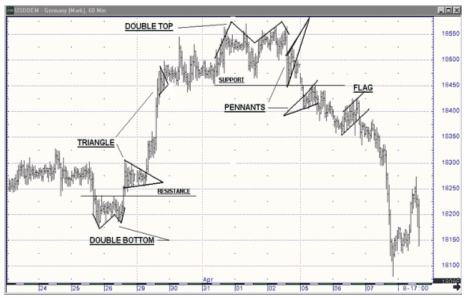 USDDEM - Germany (Mark), 60 Min
DOUBLE TOP
18550
18500
SUPPORT
18450
FLAG
PENNANTS
18400
18350
TRIANGLE
18300
18250
RESISTANCE
18200
DOUBLE BOTTOM
18150
18100
Apr
24 25 26 29 30 31 01 02 05 06 07 8-17:00